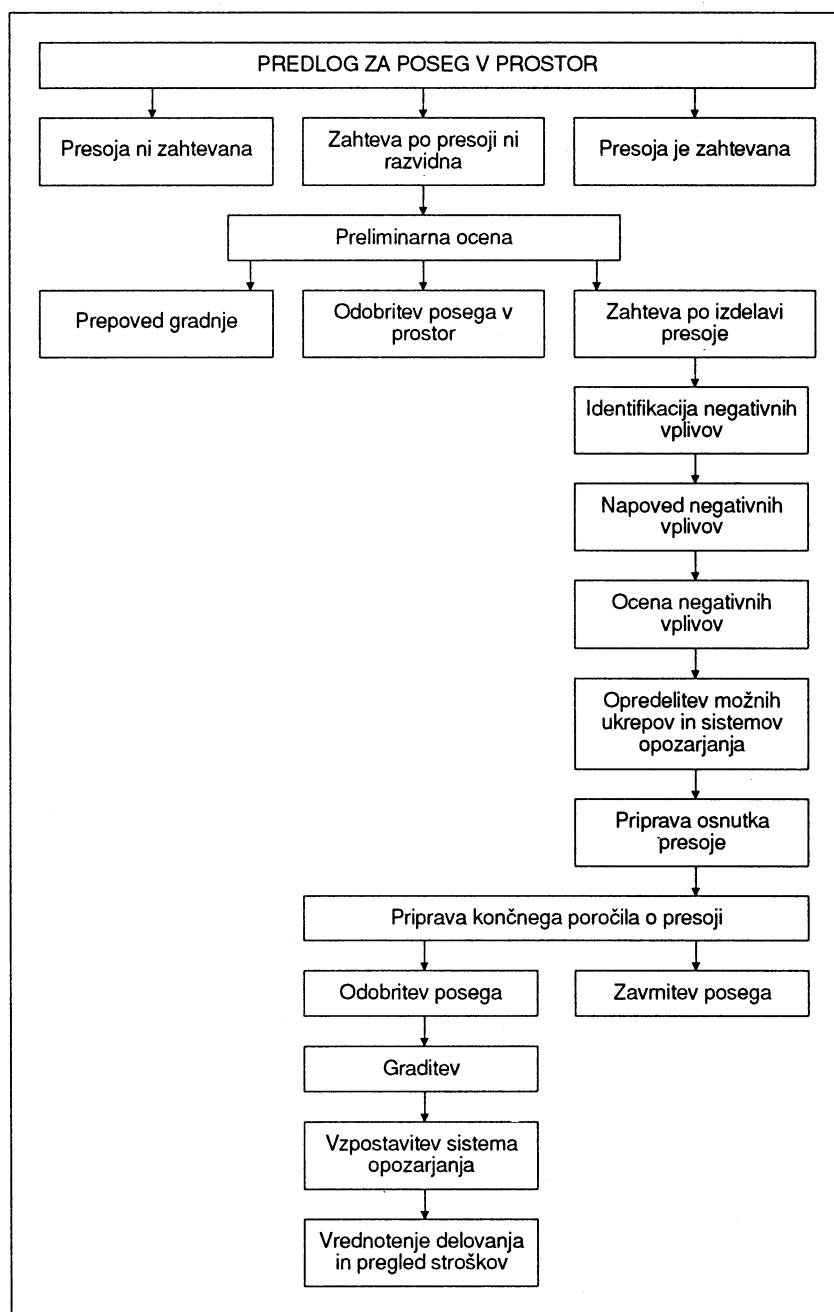 PREDLOG ZA POSEG V PROSTOR
Presoja ni zahtevana
Zahteva po presoji ni
razvidna
Presoja je zahtevana
Preliminarna ocena
Prepoved gradnje
Odobritev posega v
prostor
Zahteva po izdelavi
presoje
Identifikacija negativnih
vplivov
Napoved negativnih
vplivov
Ocena negativnih
vplivov
Opredelitev možnih
ukrepov in sistemov
opozarjanja
Priprava osnutka
presoje
Priprava končnega poročila o presoji
Odobritev posega
Zavrnitev posega
Graditev
Vzpostavitev sistema
opozarjanja
Vrednotenje delovanja
in pregled stroškov